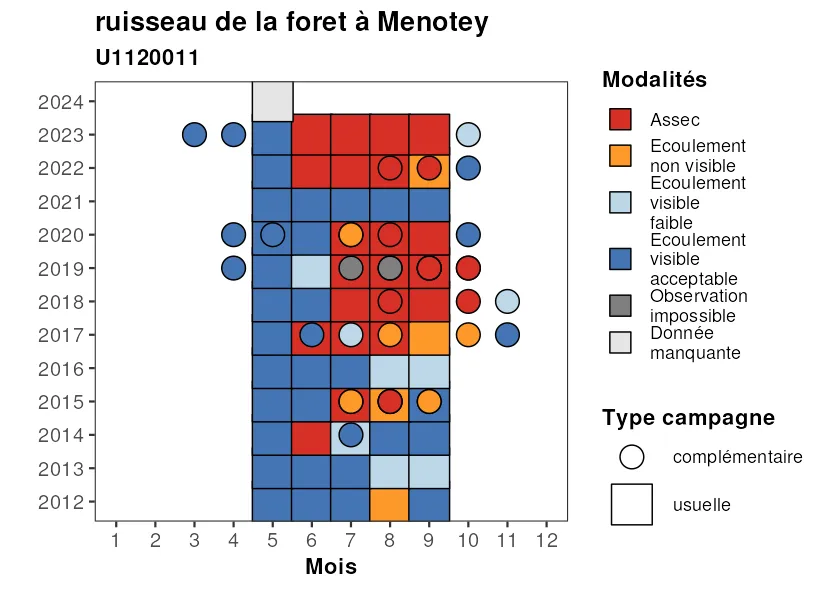 ruisseau de la foret à Menotey
U1120011
2024
2023
2022
2021
2020
2019
2018
2017
2016
2015
2014
2013
2012
1 2 3 4 5 6 7 8 9 10 11 12
Mois
Modalités
Assec
Ecoulement
non visible
Ecoulement
visible
faible
Ecoulement
visible
acceptable
Observation
impossible
Donnée
manquante
Type campagne
complémentaire
usuelle